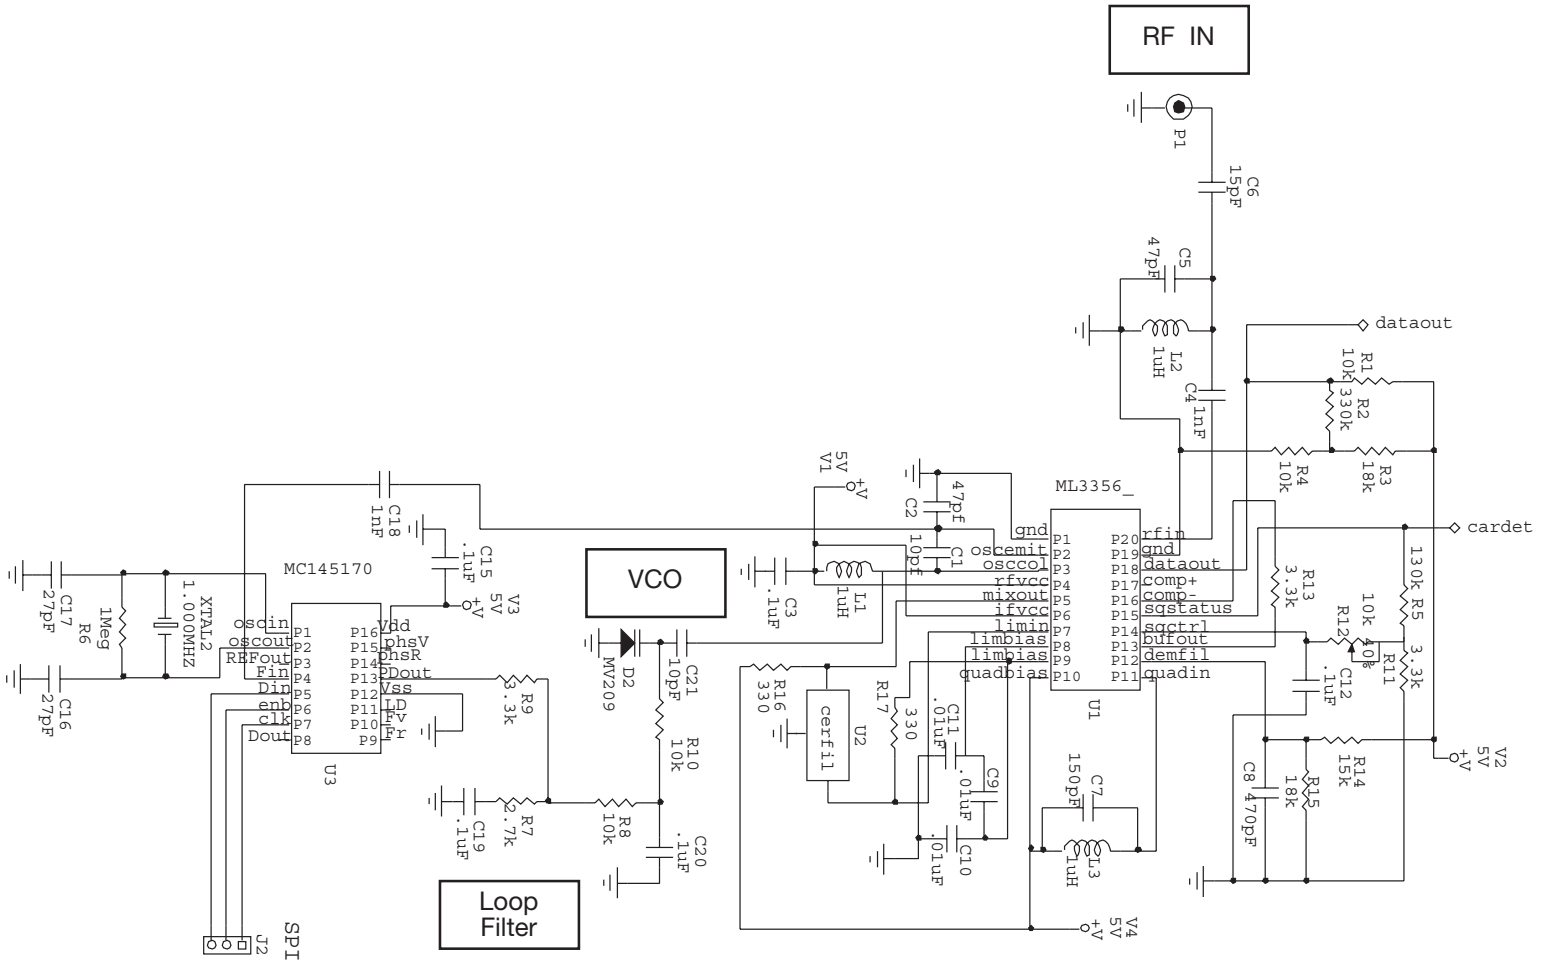 RF IN
P1
C6
15pF
C5
47pF
L2
1uH
C4
1nF
dataout
R1
10k
R2
330k
R4
10k
R3
18k
cardet
V1
5V
+V
C2
47pf
C1
10pf
C3
.1uF
L1
1uH
ML3356_
gnd P1
oscemit P2
osccol P3
rfvcc P4
mixout P5
ifvcc P6
limin P7
limbias P8
limbias P9
quadbias P10
P20 rfin
P19 gnd
P18 dataout
P17 comp+
P16 comp-
P15 sqstatus
P14 sqctrl
P13 bufout
P12 demfil
P11 quadin
U1
R13
3.3k
R5
130k
R12
10k 40%
R11
3.3k
C12
.1uF
R14
15k
R15
18k
C8
470pF
V2
5V
+V
C18
1nF
C15
.1uF
V3
5V
+V
VCO
MC145170
oscin P1
oscout P2
REFout P3
Fin P4
Din P5
enb P6
clk P7
Dout P8
P16 Vdd
P15 phsV
P14 phsR
P13 PDout
P12 Vss
P11 LD
P10 Fv
P9 Fr
U3
C17
27pF
R6
1Meg
XTAL2
1.000MHZ
C16
27pF
D2
MV209
C21
10pF
R9
3.3k
R10
10k
R7
2.7k
R8
10k
C19
.1uF
C20
.1uF
Loop
Filter
R16
330
U2
cerfil
R17
330
C11
.01uF
C9
.01uF
C10
.01uF
C7
150pF
L3
1uH
V4
5V
+V
SPI
J2